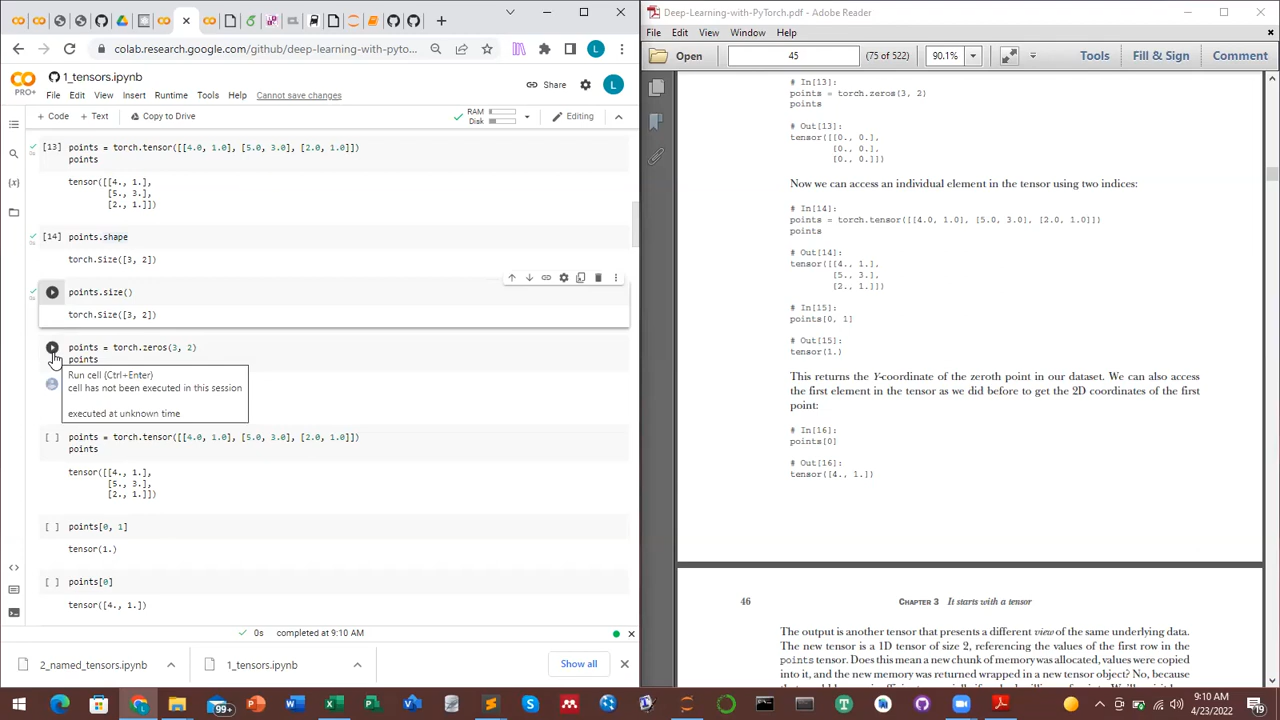 colab.research.google.com/github/deep-learning-with-pyto...
L
1_tensors.ipynb
PRO+
File Edit View Insert Runtime Tools Help Cannot save changes
Share
L
+ Code + Text Copy to Drive
RAM
Disk
Editing
[13] points = torch.tensor([[4.0, 1.0], [5.0, 3.0], [2.0, 1.0]])
points
tensor([[4., 1.],
[5., 3.],
[2., 1.]])
[14] points.shape
torch.Size([3, 2])
points.size()
torch.Size([3, 2])
points = torch.zeros(3, 2)
points
Run cell (Ctrl+Enter)
cell has not been executed in this session
executed at unknown time
[ ] points = torch.tensor([[4.0, 1.0], [5.0, 3.0], [2.0, 1.0]])
points
tensor([[4., 1.],
[5., 3.],
[2., 1.]])
[ ] points[0, 1]
tensor(1.)
[ ] points[0]
tensor([4., 1.])
0s completed at 9:10 AM
2_named_tensors.ipynb
1_tensors.ipynb
Show all
Deep-Learning-with-PyTorch.pdf - Adobe Reader
File Edit View Window Help
Open
45
(75 of 522)
90.1%
Tools
Fill & Sign
Comment
# In[13]:
points = torch.zeros(3, 2)
points
# Out[13]:
tensor([[0., 0.],
[0., 0.],
[0., 0.]])
Now we can access an individual element in the tensor using two indices:
# In[14]:
points = torch.tensor([[4.0, 1.0], [5.0, 3.0], [2.0, 1.0]])
points
# Out[14]:
tensor([[4., 1.],
[5., 3.],
[2., 1.]])
# In[15]:
points[0, 1]
# Out[15]:
tensor(1.)
This returns the Y-coordinate of the zeroth point in our dataset. We can also access
the first element in the tensor as we did before to get the 2D coordinates of the first
point:
# In[16]:
points[0]
# Out[16]:
tensor([4., 1.])
46 CHAPTER 3 It starts with a tensor
The output is another tensor that presents a different view of the same underlying data.
The new tensor is a 1D tensor of size 2, referencing the values of the first row in the
points tensor. Does this mean a new chunk of memory was allocated, values were copied
into it, and the new memory was returned wrapped in a new tensor object? No, because
99+
9:10 AM
4/23/2022
19